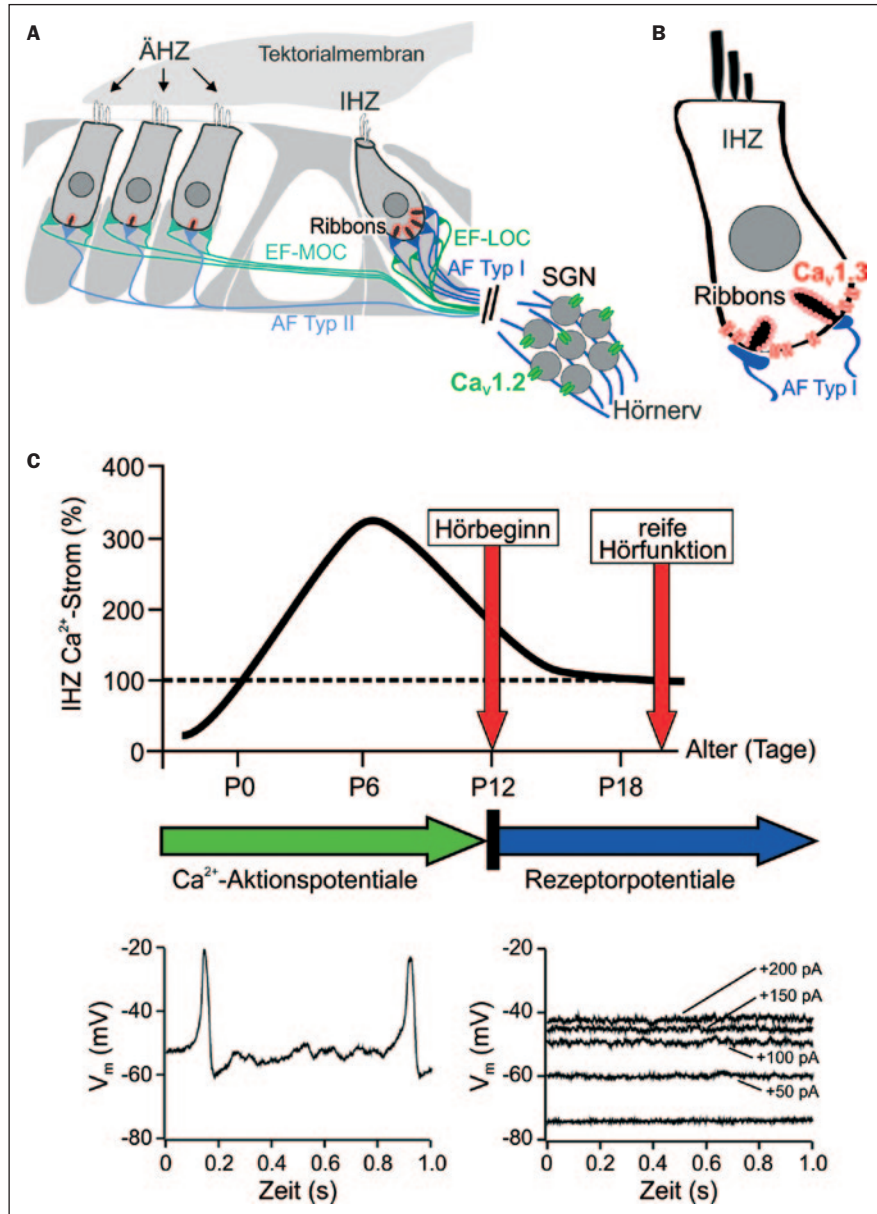 A
ÄHZ
Tektorialmembran
IHZ
Ribbons
EF-MOC
EF-LOC
AF Typ I
AF Typ II
SGN
Cav1.2
Hörnerv
B
IHZ
Cav1.3
Ribbons
AF Typ I
C
IHZ Ca²⁺-Strom (%)
400
300
200
100
0
Hörbeginn
reife
Hörfunktion
Alter (Tage)
P0 P6 P12 P18
Ca²⁺-Aktionspotentiale
Rezeptorpotentiale
Vm (mV)
-20
-40
-60
-80
0 0.2 0.4 0.6 0.8 1.0
Zeit (s)
Vm (mV)
-20
-40
-60
-80
+200 pA
+150 pA
+100 pA
+50 pA
0 0.2 0.4 0.6 0.8 1.0
Zeit (s)